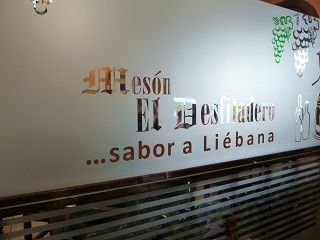 Mesón
El Desfiladero
...sabor a Liébana